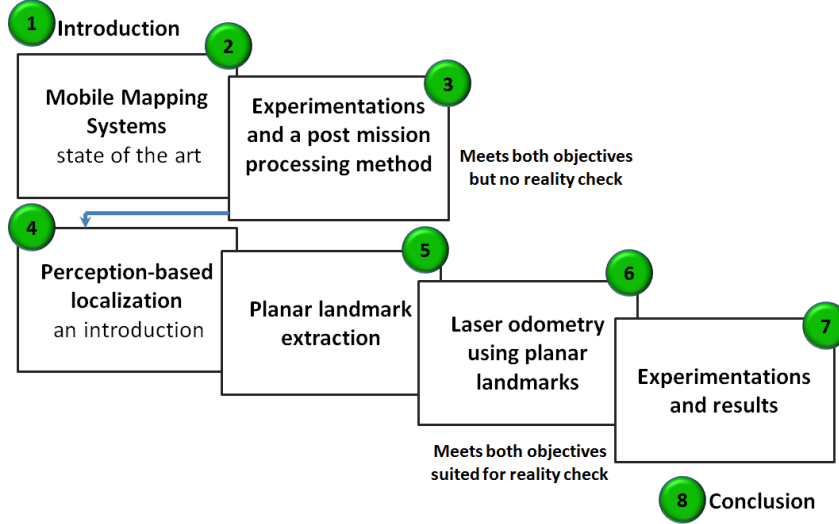 1 Introduction
2
Mobile Mapping
Systems
state of the art
3
Experimentations
and a post mission
processing method
Meets both objectives
but no reality check
4
Perception-based
localization
an introduction
5
Planar landmark
extraction
6
Laser odometry
using planar
landmarks
7
Experimentations
and results
Meets both objectives
suited for reality check
8 Conclusion